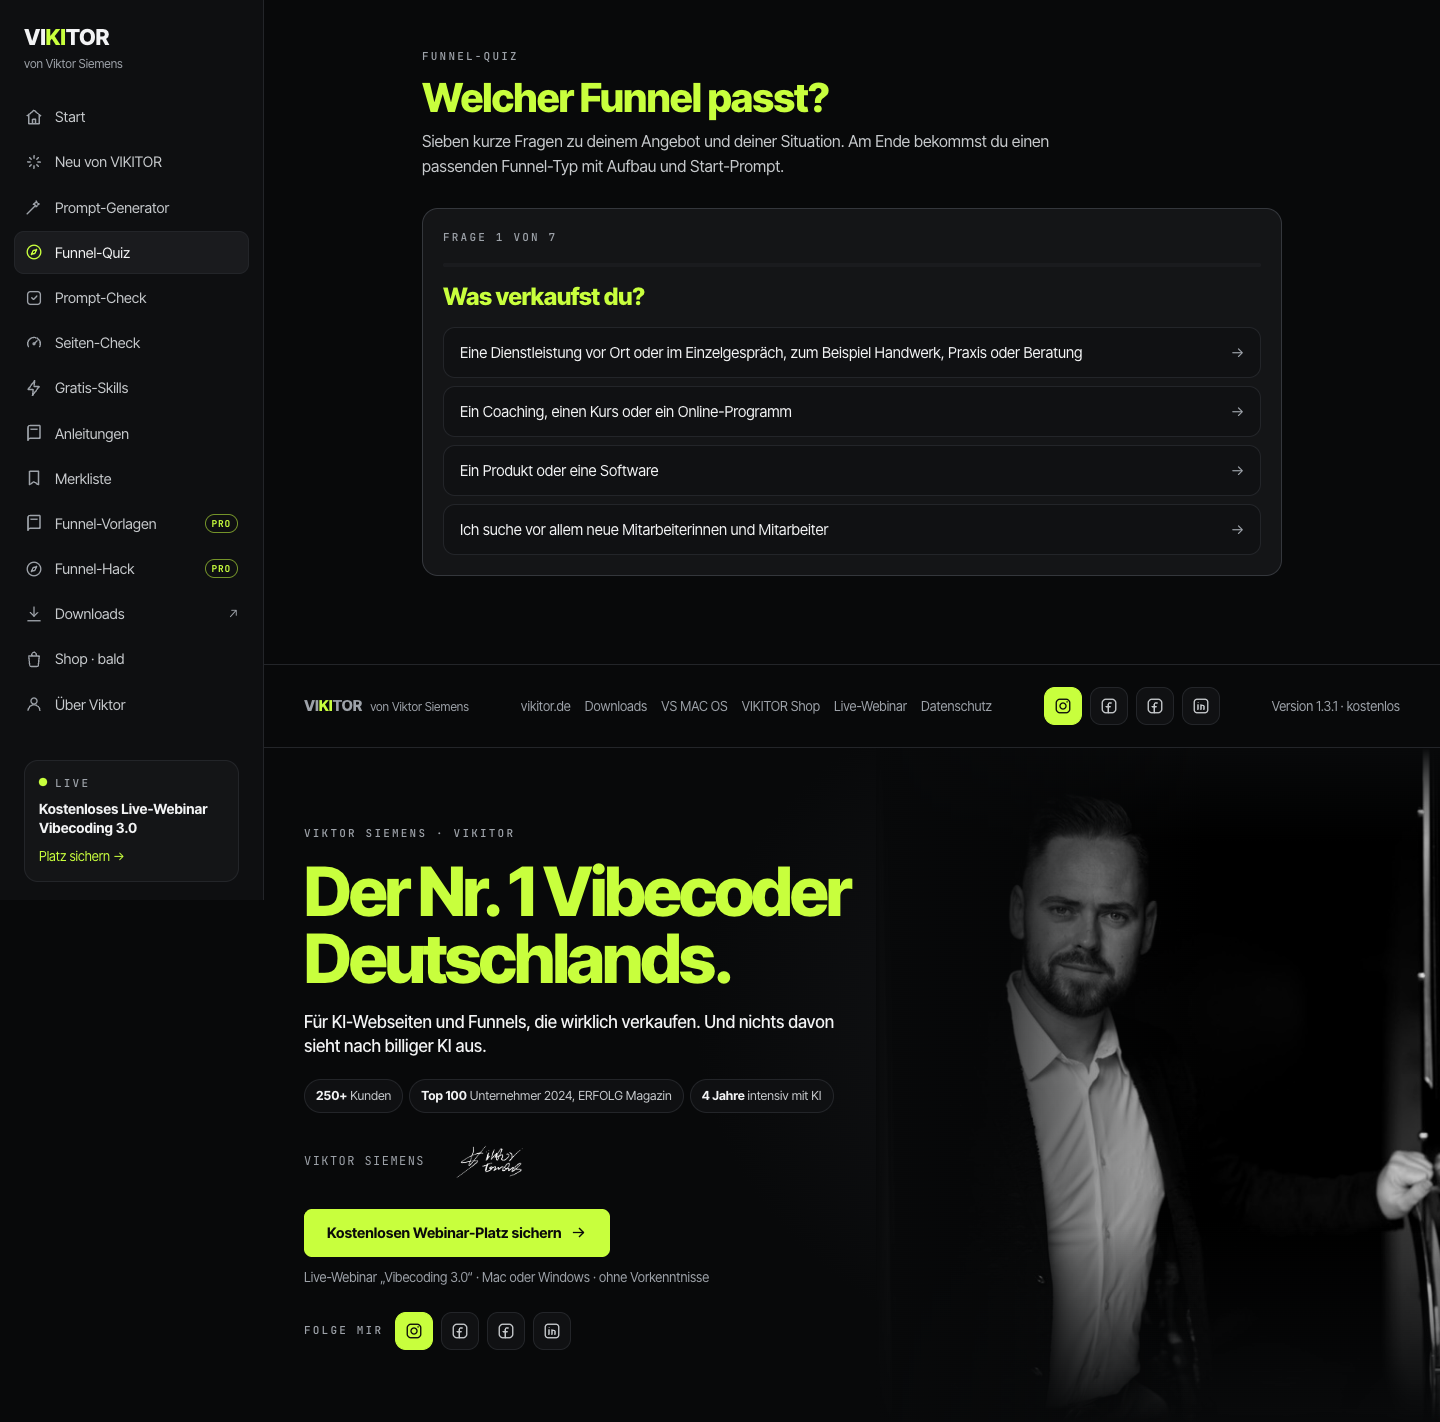 VIKITOR
von Viktor Siemens
Start
Neu von VIKITOR
Prompt-Generator
Funnel-Quiz
Prompt-Check
Seiten-Check
Gratis-Skills
Anleitungen
Merkliste
Funnel-Vorlagen PRO
Funnel-Hack PRO
Downloads
Shop · bald
Über Viktor
LIVE
Kostenloses Live-Webinar
Vibecoding 3.0
Platz sichern →
FUNNEL-QUIZ
Welcher Funnel passt?
Sieben kurze Fragen zu deinem Angebot und deiner Situation. Am Ende bekommst du einen
passenden Funnel-Typ mit Aufbau und Start-Prompt.
FRAGE 1 VON 7
Was verkaufst du?
Eine Dienstleistung vor Ort oder im Einzelgespräch, zum Beispiel Handwerk, Praxis oder Beratung →
Ein Coaching, einen Kurs oder ein Online-Programm →
Ein Produkt oder eine Software →
Ich suche vor allem neue Mitarbeiterinnen und Mitarbeiter →
VIKITOR von Viktor Siemens vikitor.de Downloads VS MAC OS VIKITOR Shop Live-Webinar Datenschutz Version 1.3.1 · kostenlos
VIKTOR SIEMENS · VIKITOR
Der Nr. 1 Vibecoder
Deutschlands.
Für KI-Webseiten und Funnels, die wirklich verkaufen. Und nichts davon
sieht nach billiger KI aus.
250+ Kunden Top 100 Unternehmer 2024, ERFOLG Magazin 4 Jahre intensiv mit KI
VIKTOR SIEMENS
Kostenlosen Webinar-Platz sichern →
Live-Webinar „Vibecoding 3.0“ · Mac oder Windows · ohne Vorkenntnisse
FOLGE MIR